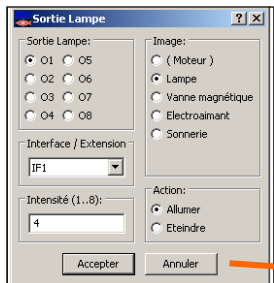 Sortie Lampe
? ×
Sortie Lampe:
O1 O5
O2 O6
O3 O7
O4 O8
Interface / Extension
IF1
Intensité (1..8):
4
Image:
( Moteur )
Lampe
Vanne magnétique
Electroaimant
Sonnerie
Action:
Allumer
Eteindre
Accepter
Annuler